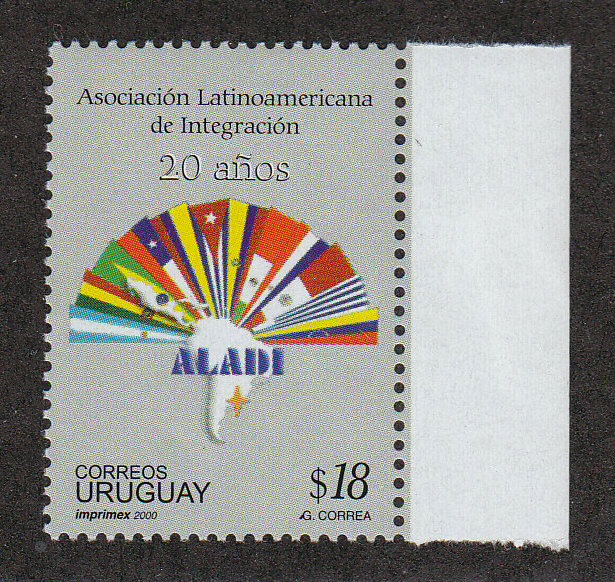 Asociación Latinoamericana
de Integración
20 años
ALADI
CORREOS
URUGUAY
imprimex 2000
$18
G. CORREA